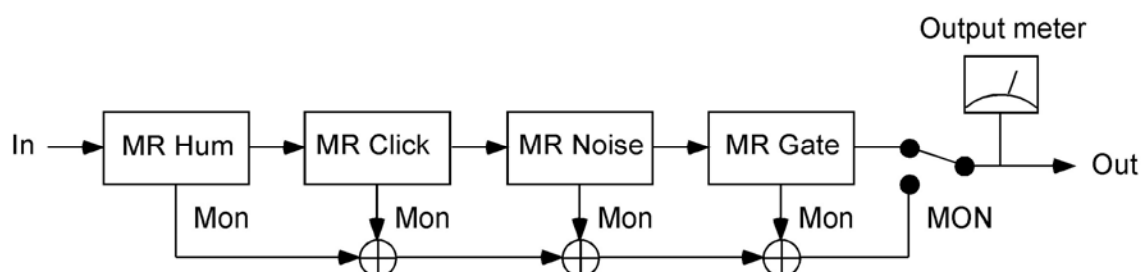 Output meter
In
MR Hum
MR Click
MR Noise
MR Gate
Out
Mon
Mon
Mon
Mon
MON